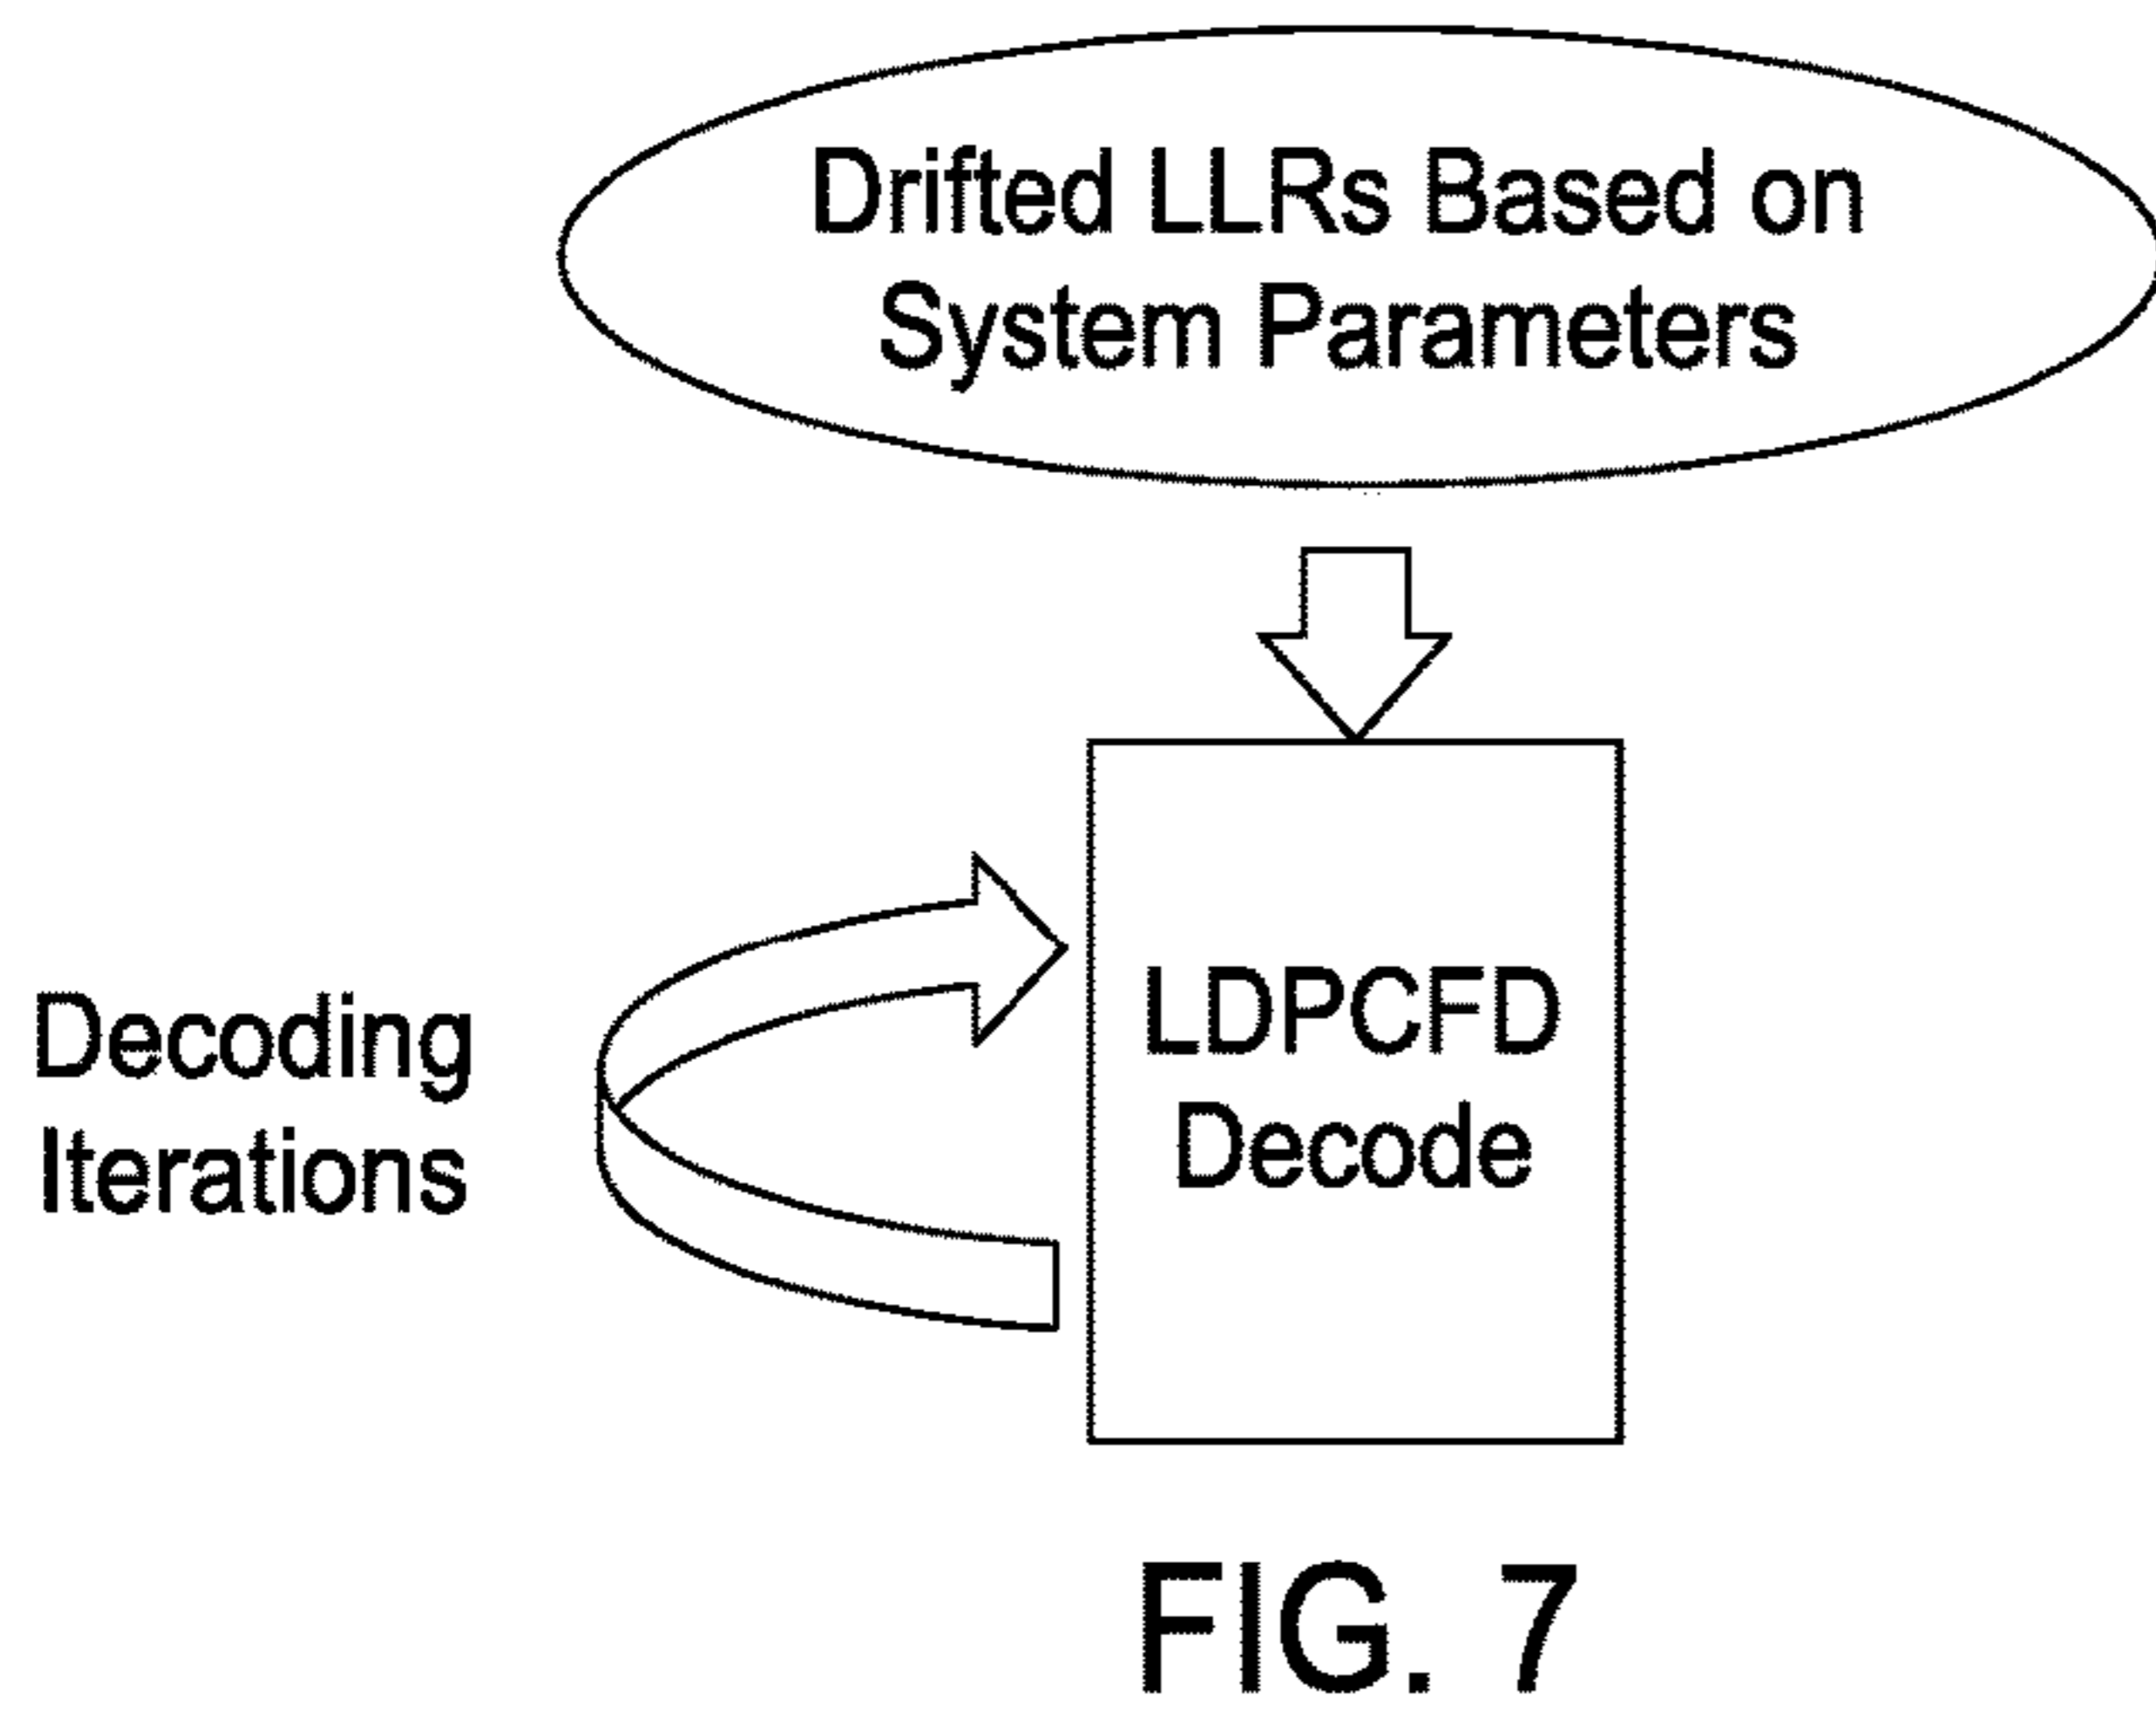 Drifted LLRs Based on
System Parameters
Decoding
Iterations
LDPCFD
Decode
FIG. 7